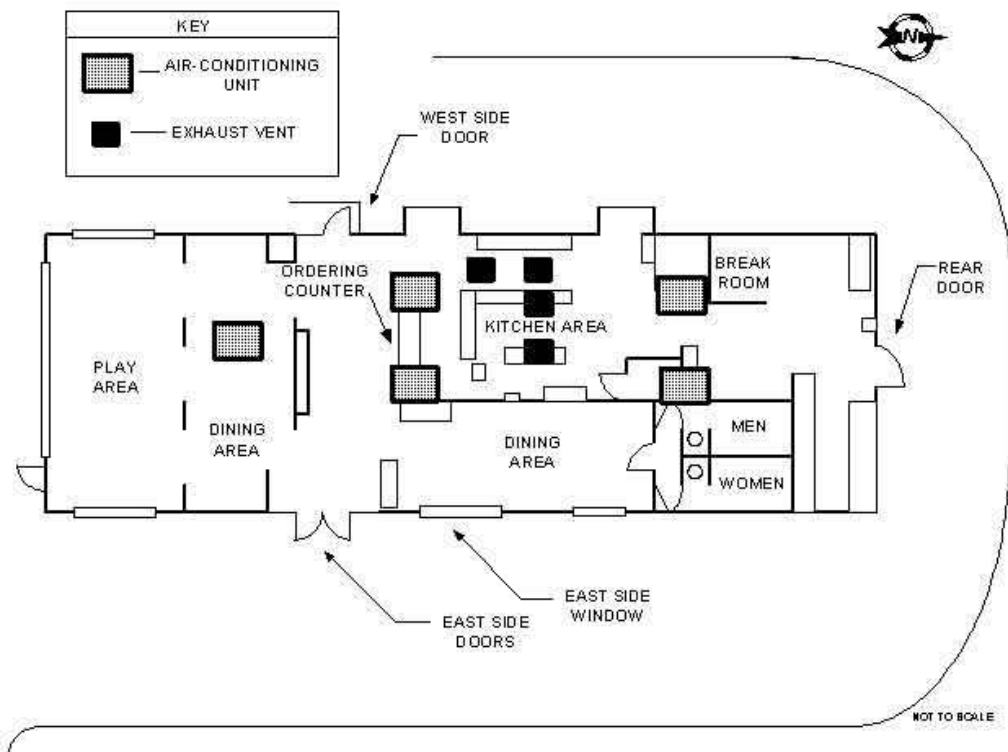 KEY
AIR-CONDITIONING
UNIT
EXHAUST VENT
N
WEST SIDE
DOOR
ORDERING
COUNTER
BREAK
ROOM
REAR
DOOR
KITCHEN AREA
PLAY
AREA
DINING
AREA
DINING
AREA
MEN
WOMEN
EAST SIDE
DOORS
EAST SIDE
WINDOW
NOT TO SCALE